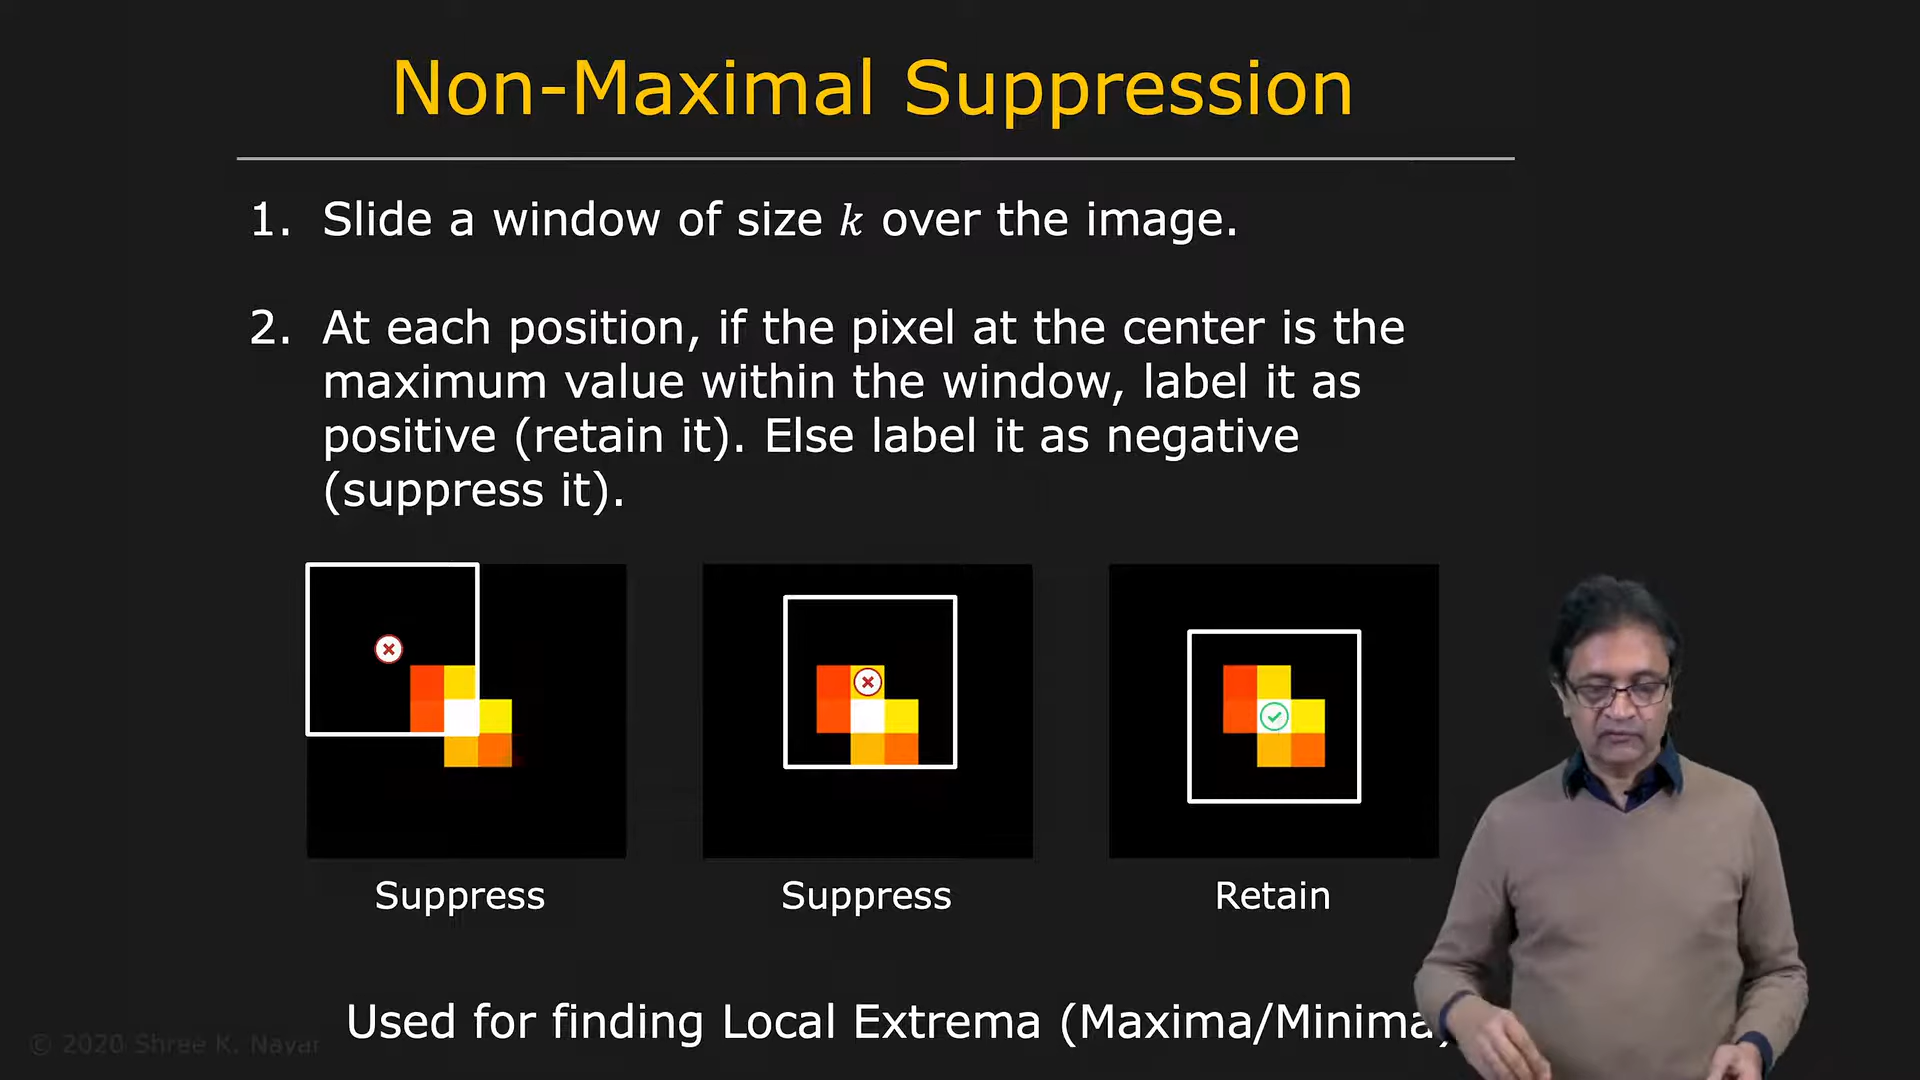 Non-Maximal Suppression
1. Slide a window of size k over the image.
2. At each position, if the pixel at the center is the
maximum value within the window, label it as
positive (retain it). Else label it as negative
(suppress it).
Suppress Suppress Retain
Used for finding Local Extrema (Maxima/Minima)
© 2020 Shree K. Nayar